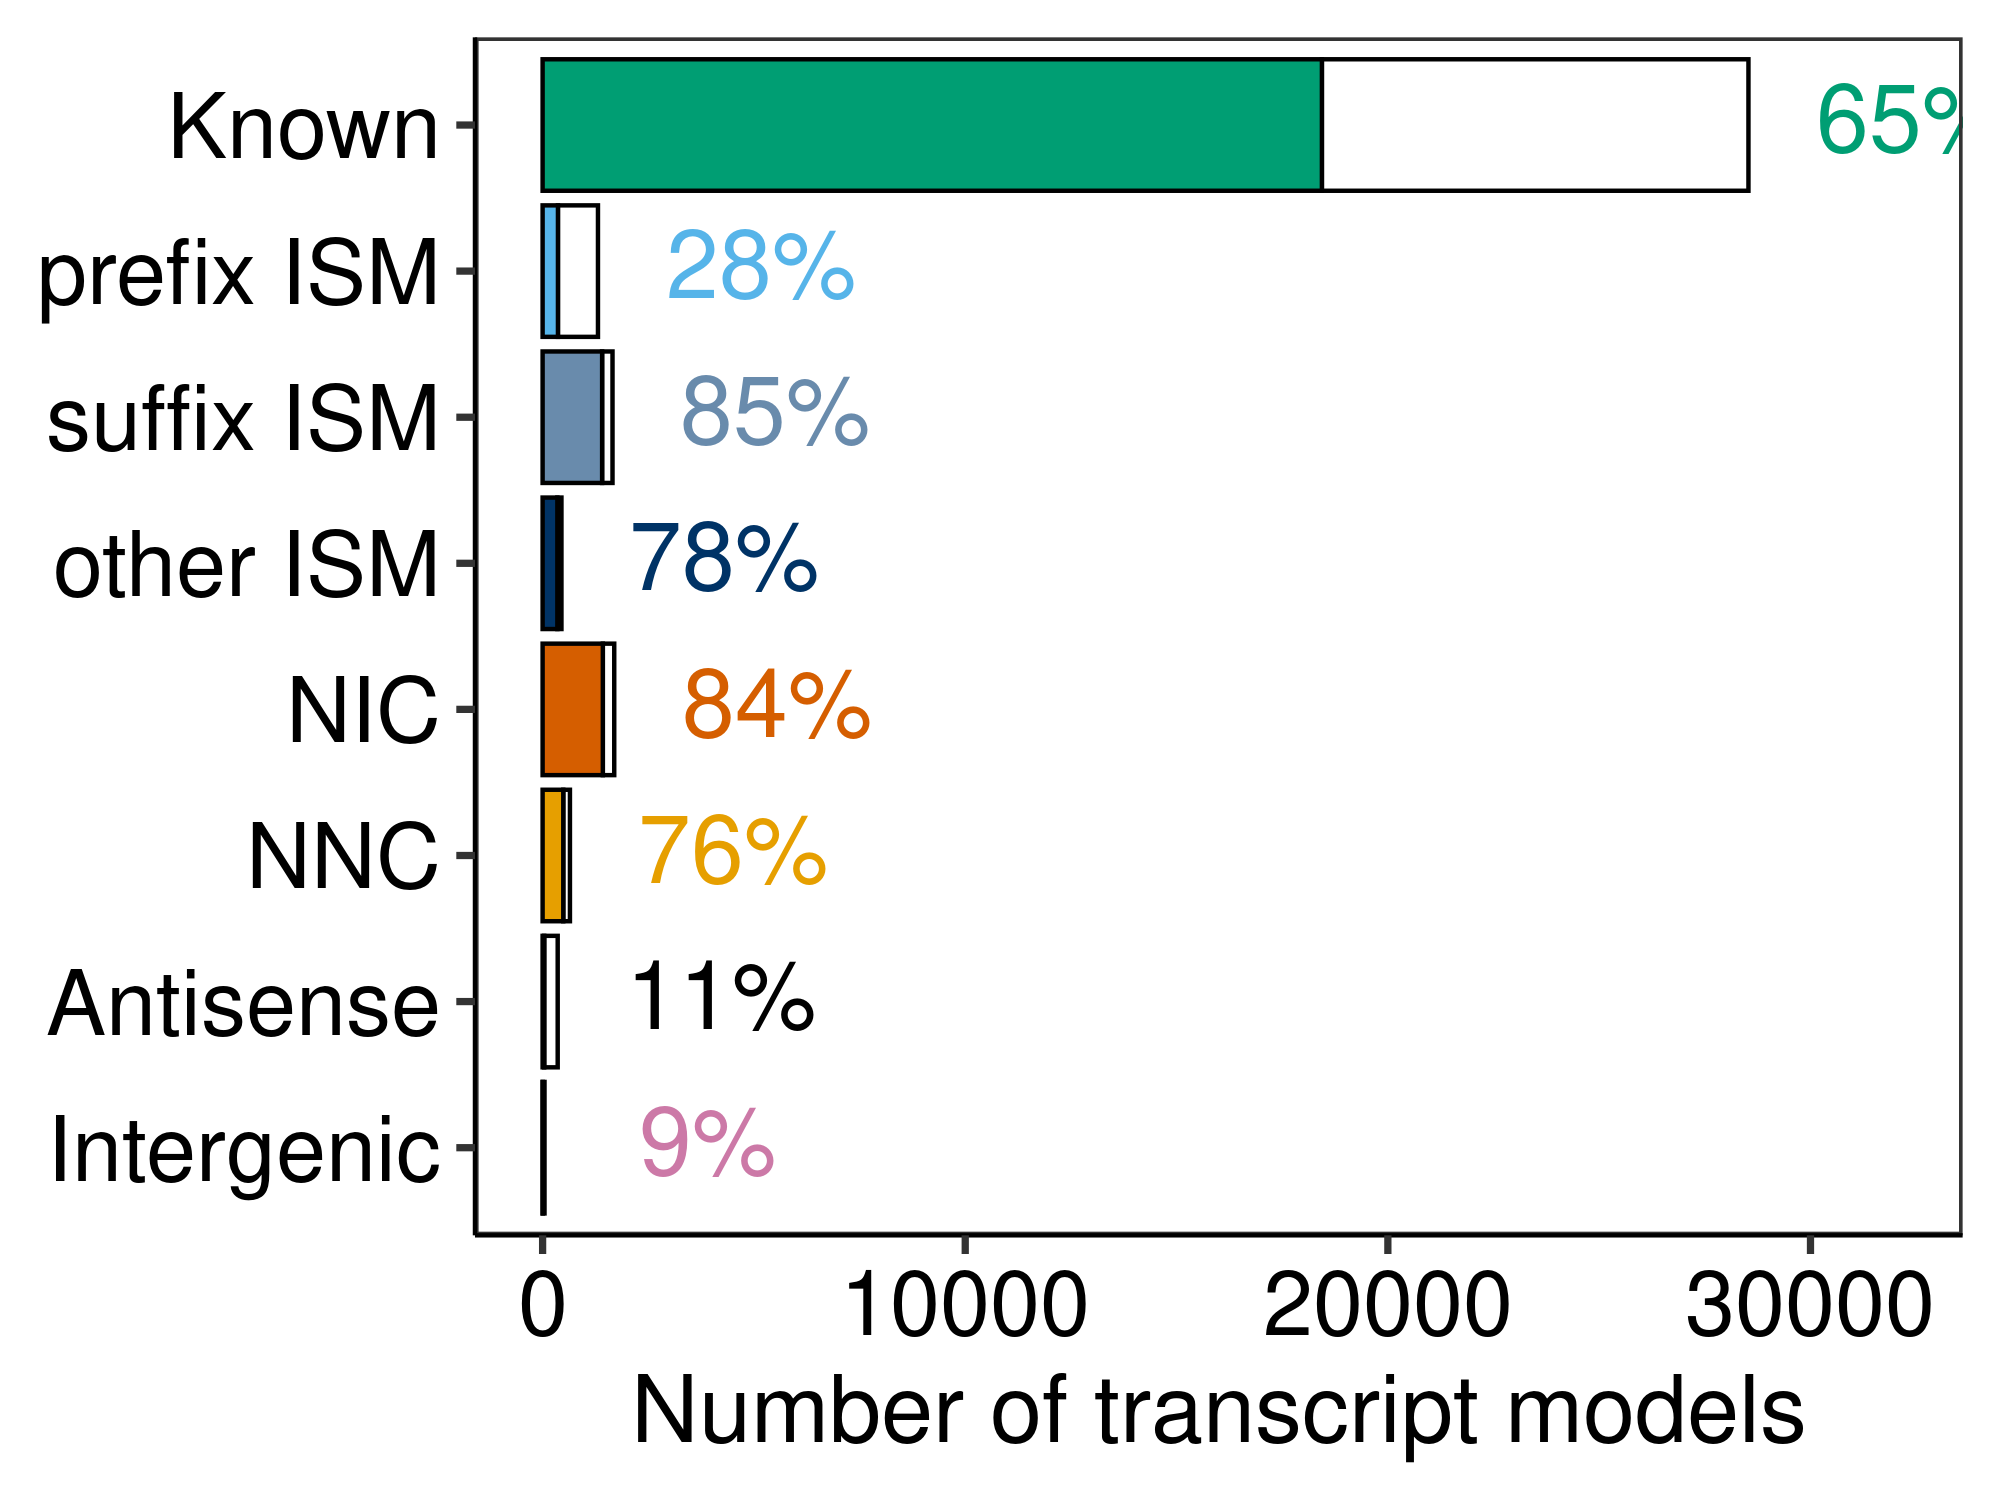 Known 65%
prefix ISM 28%
suffix ISM 85%
other ISM 78%
NIC 84%
NNC 76%
Antisense 11%
Intergenic 9%
0 10000 20000 30000
Number of transcript models